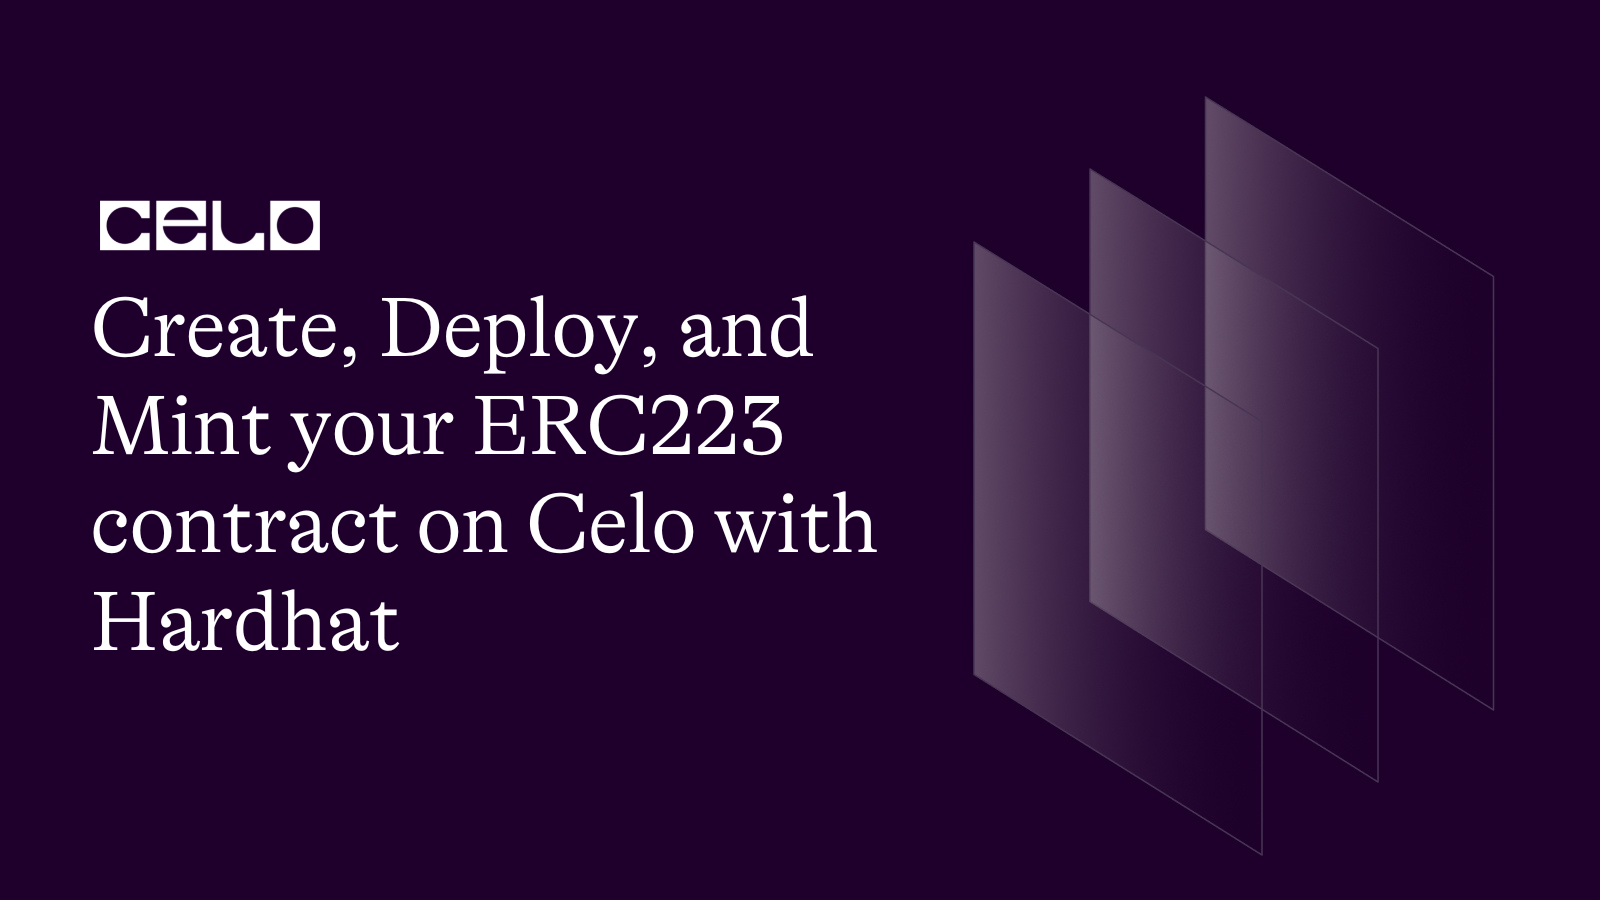 CELO
Create, Deploy, and
Mint your ERC223
contract on Celo with
Hardhat